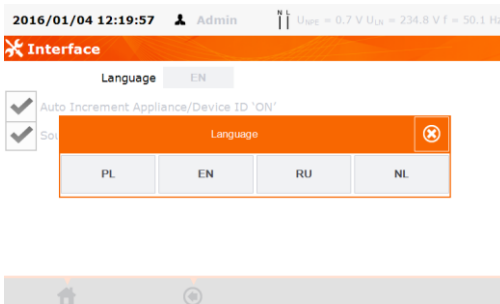 2016/01/04 12:19:57 Admin N L U_NPE = 0.7 V U_LN = 234.8 V f = 50.1 Hz
Interface
Language EN
Auto Increment Appliance/Device ID 'ON'
Sou
Language
PL EN RU NL